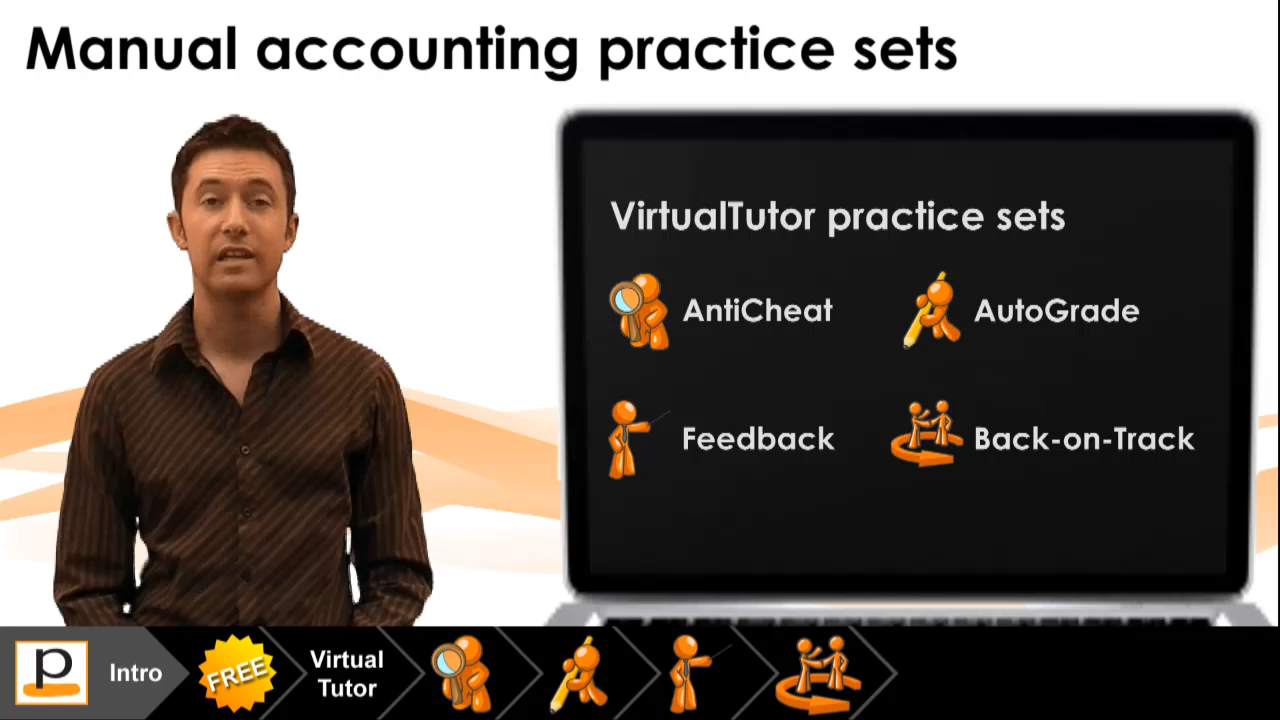 Manual accounting practice sets
VirtualTutor practice sets
AntiCheat
AutoGrade
Feedback
Back-on-Track
p
Intro
FREE
Virtual
Tutor